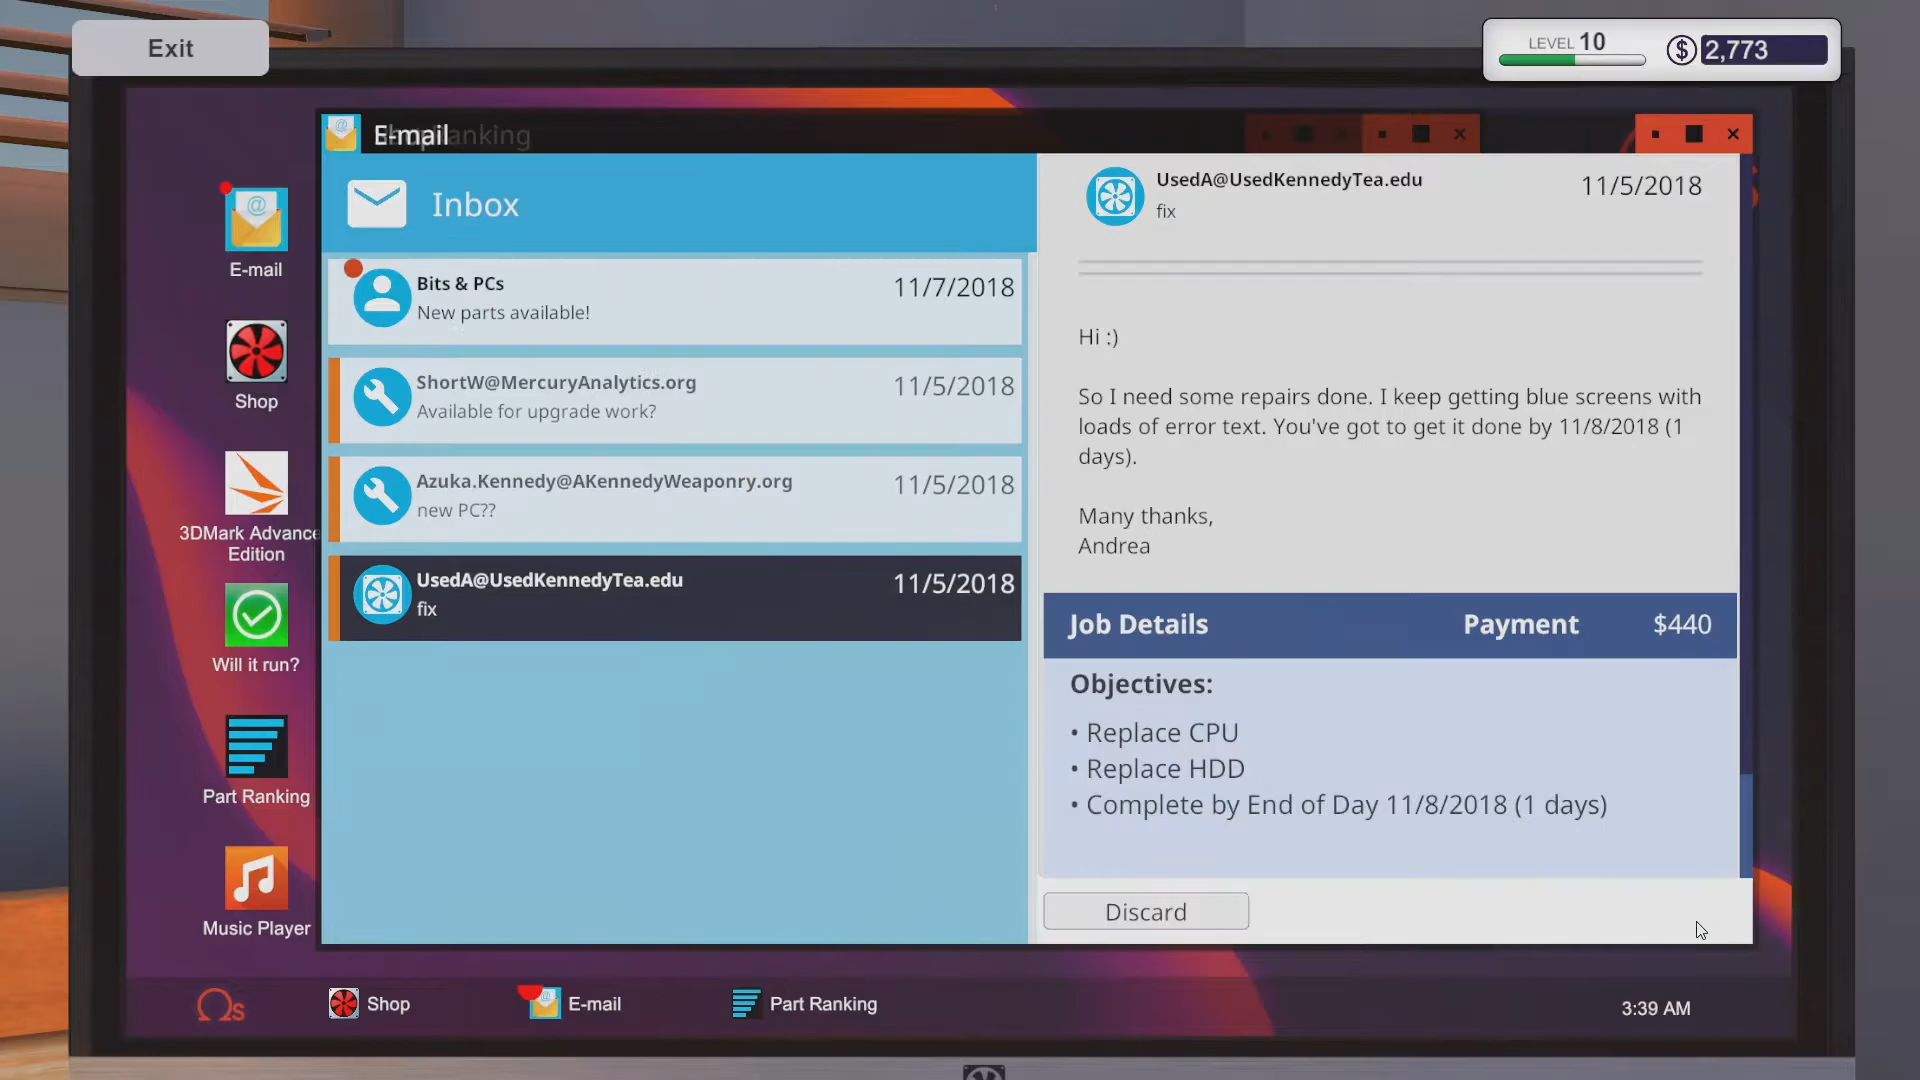 Exit
LEVEL 10
$ 2,773
E-mail
Inbox
Bits & PCs
11/7/2018
New parts available!
ShortW@MercuryAnalytics.org
11/5/2018
Available for upgrade work?
Azuka.Kennedy@AKennedyWeaponry.org
11/5/2018
new PC??
UsedA@UsedKennedyTea.edu
11/5/2018
fix
UsedA@UsedKennedyTea.edu
11/5/2018
fix
Hi :)
So I need some repairs done. I keep getting blue screens with
loads of error text. You've got to get it done by 11/8/2018 (1
days).
Many thanks,
Andrea
Job Details
Payment
$440
Objectives:
• Replace CPU
• Replace HDD
• Complete by End of Day 11/8/2018 (1 days)
Discard
E-mail
Shop
3DMark Advance
Edition
Will it run?
Part Ranking
Music Player
Ωs
Shop
E-mail
Part Ranking
3:39 AM